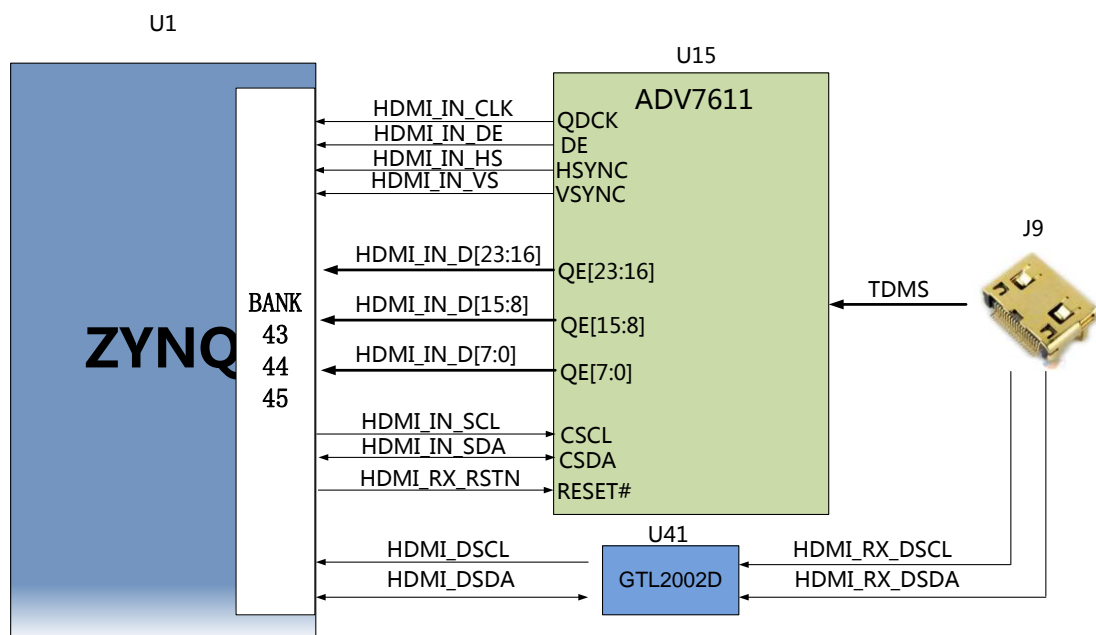 U1
U15
ADV7611
HDMI_IN_CLK
QDCK
HDMI_IN_DE
DE
HDMI_IN_HS
HSYNC
HDMI_IN_VS
VSYNC
J9
HDMI_IN_D[23:16]
QE[23:16]
TDMS
BANK
43
44
45
ZYNQ
HDMI_IN_D[15:8]
QE[15:8]
HDMI_IN_D[7:0]
QE[7:0]
HDMI_IN_SCL
CSCL
HDMI_IN_SDA
CSDA
HDMI_RX_RSTN
RESET#
U41
HDMI_DSCL
HDMI_RX_DSCL
GTL2002D
HDMI_DSDA
HDMI_RX_DSDA